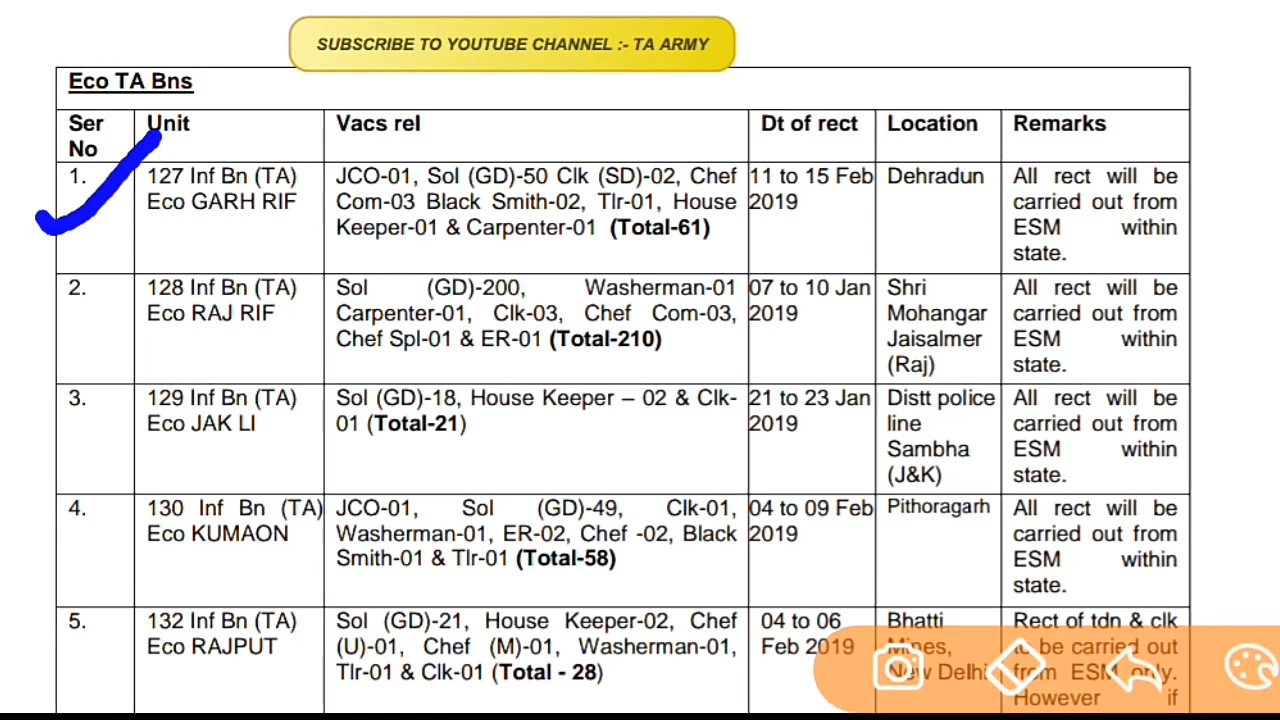 SUBSCRIBE TO YOUTUBE CHANNEL :- TA ARMY
Eco TA Bns
Ser No
Unit
Vacs rel
Dt of rect
Location
Remarks
1.
127 Inf Bn (TA)
Eco GARH RIF
JCO-01, Sol (GD)-50 Clk (SD)-02, Chef
Com-03 Black Smith-02, Tlr-01, House
Keeper-01 & Carpenter-01 (Total-61)
11 to 15 Feb
2019
Dehradun
All rect will be
carried out from
ESM within
state.
2.
128 Inf Bn (TA)
Eco RAJ RIF
Sol (GD)-200, Washerman-01
Carpenter-01, Clk-03, Chef Com-03,
Chef Spl-01 & ER-01 (Total-210)
07 to 10 Jan
2019
Shri
Mohangar
Jaisalmer
(Raj)
All rect will be
carried out from
ESM within
state.
3.
129 Inf Bn (TA)
Eco JAK LI
Sol (GD)-18, House Keeper – 02 & Clk-
01 (Total-21)
21 to 23 Jan
2019
Distt police
line
Sambha
(J&K)
All rect will be
carried out from
ESM within
state.
4.
130 Inf Bn (TA)
Eco KUMAON
JCO-01, Sol (GD)-49, Clk-01,
Washerman-01, ER-02, Chef -02, Black
Smith-01 & Tlr-01 (Total-58)
04 to 09 Feb
2019
Pithoragarh
All rect will be
carried out from
ESM within
state.
5.
132 Inf Bn (TA)
Eco RAJPUT
Sol (GD)-21, House Keeper-02, Chef
(U)-01, Chef (M)-01, Washerman-01,
Tlr-01 & Clk-01 (Total - 28)
04 to 06
Feb 2019
Bhatti
Mines,
New Delhi
Rect of tdn & clk
to be carried out
from ESM only.
However if